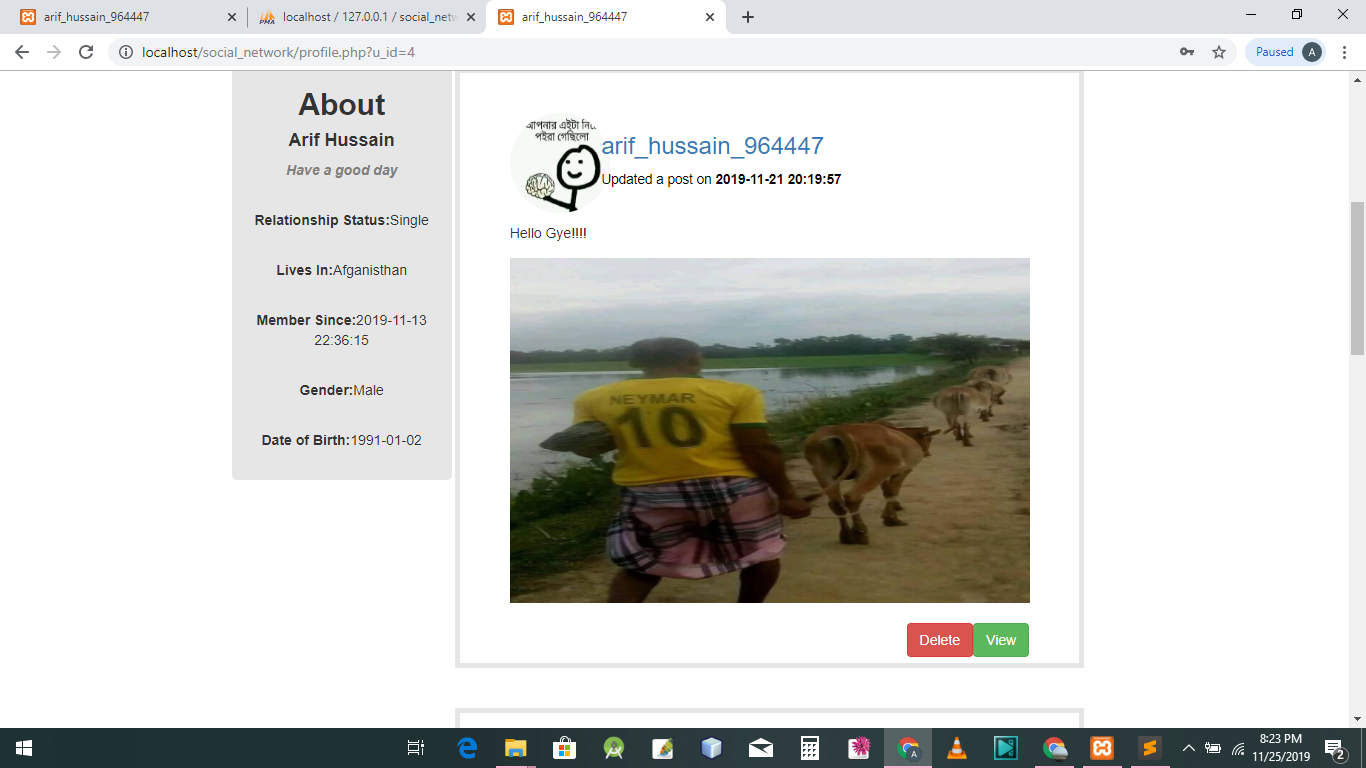 arif_hussain_964447
localhost / 127.0.0.1 / social_netw
arif_hussain_964447
localhost/social_network/profile.php?u_id=4
Paused
A
About
Arif Hussain
Have a good day
Relationship Status:Single
Lives In:Afganisthan
Member Since:2019-11-13
22:36:15
Gender:Male
Date of Birth:1991-01-02
আপনার এইটা নিচে
পইরা গেছিলো
arif_hussain_964447
Updated a post on 2019-11-21 20:19:57
Hello Gye!!!!
NEYMAR
10
Delete
View
8:23 PM
11/25/2019
2